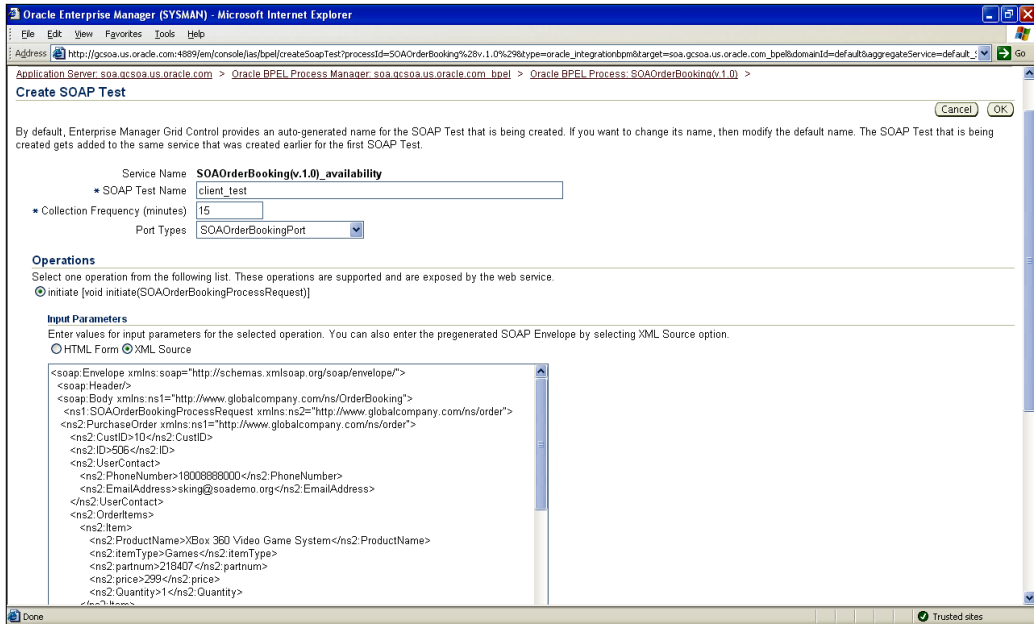 Oracle Enterprise Manager (SYSMAN) - Microsoft Internet Explorer
File Edit View Favorites Tools Help
Address http://gcsoa.us.oracle.com:4889/em/console/ias/bpel/createSoapTest?processId=SOAOrderBooking%28v.1.0%29&type=oracle_integrationbpm&target=soa.gcsoa.us.oracle.com_bpel&domainId=default&aggregateService=default_ Go
Application Server: soa.gcsoa.us.oracle.com > Oracle BPEL Process Manager: soa.gcsoa.us.oracle.com_bpel > Oracle BPEL Process: SOAOrderBooking(v.1.0) >
Create SOAP Test
Cancel OK
By default, Enterprise Manager Grid Control provides an auto-generated name for the SOAP Test that is being created. If you want to change its name, then modify the default name. The SOAP Test that is being
created gets added to the same service that was created earlier for the first SOAP Test.
Service Name SOAOrderBooking(v.1.0)_availability
* SOAP Test Name client_test
* Collection Frequency (minutes) 15
Port Types SOAOrderBookingPort
Operations
Select one operation from the following list. These operations are supported and are exposed by the web service.
initiate [void initiate(SOAOrderBookingProcessRequest)]
Input Parameters
Enter values for input parameters for the selected operation. You can also enter the pregenerated SOAP Envelope by selecting XML Source option.
HTML Form XML Source
<soap:Envelope xmlns:soap="http://schemas.xmlsoap.org/soap/envelope/">
<soap:Header/>
<soap:Body xmlns:ns1="http://www.globalcompany.com/ns/OrderBooking">
<ns1:SOAOrderBookingProcessRequest xmlns:ns2="http://www.globalcompany.com/ns/order">
<ns2:PurchaseOrder xmlns:ns1="http://www.globalcompany.com/ns/order">
<ns2:CustID>10</ns2:CustID>
<ns2:ID>506</ns2:ID>
<ns2:UserContact>
<ns2:PhoneNumber>18008888000</ns2:PhoneNumber>
<ns2:EmailAddress>sking@soademo.org</ns2:EmailAddress>
</ns2:UserContact>
<ns2:OrderItems>
<ns2:Item>
<ns2:ProductName>XBox 360 Video Game System</ns2:ProductName>
<ns2:itemType>Games</ns2:itemType>
<ns2:partnum>218407</ns2:partnum>
<ns2:price>299</ns2:price>
<ns2:Quantity>1</ns2:Quantity>
</ns2:Item>
Done Trusted sites